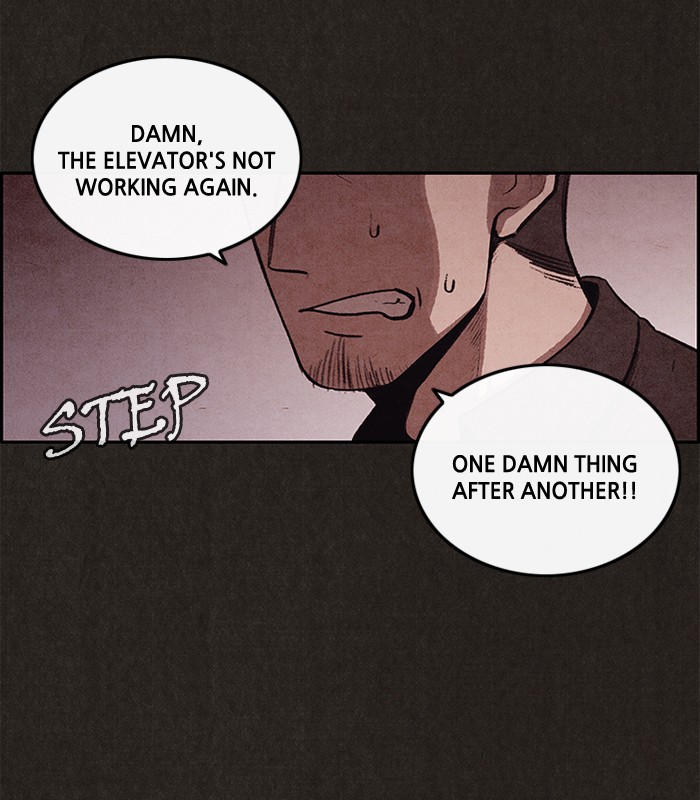 DAMN,
THE ELEVATOR'S NOT
WORKING AGAIN.
STEP
ONE DAMN THING
AFTER ANOTHER!!